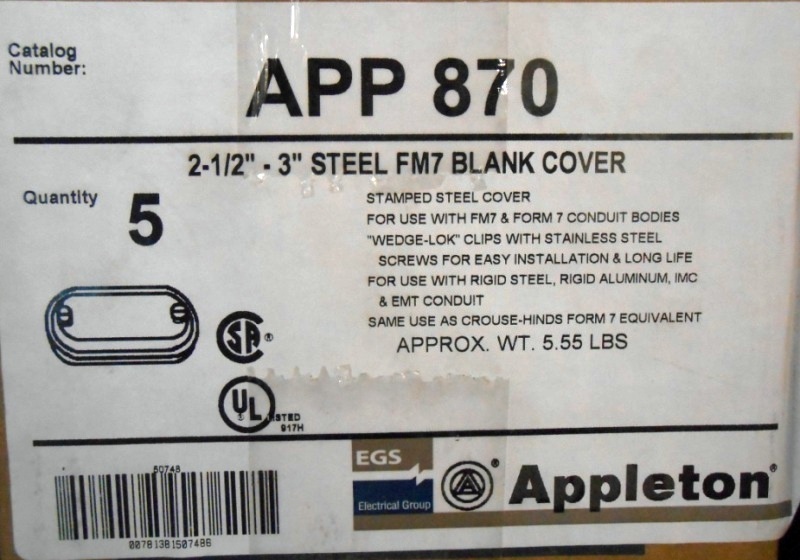 Catalog
Number:
APP 870
2-1/2" - 3" STEEL FM7 BLANK COVER
Quantity
5
STAMPED STEEL COVER
FOR USE WITH FM7 & FORM 7 CONDUIT BODIES
"WEDGE-LOK" CLIPS WITH STAINLESS STEEL
SCREWS FOR EASY INSTALLATION & LONG LIFE
FOR USE WITH RIGID STEEL, RIGID ALUMINUM, IMC
& EMT CONDUIT
SAME USE AS CROUSE-HINDS FORM 7 EQUIVALENT
APPROX. WT. 5.55 LBS
SA®
UL ® LISTED
917H
50748
00781381507486
EGS
Electrical Group
A ® Appleton®